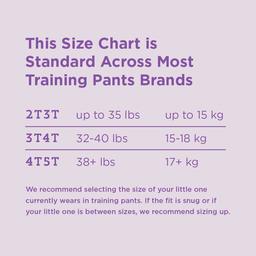 This Size Chart is
Standard Across Most
Training Pants Brands
2T3T up to 35 lbs up to 15 kg
3T4T 32-40 lbs 15-18 kg
4T5T 38+ lbs 17+ kg
We recommend selecting the size of your little one
currently wears in training pants. If the fit is snug or if
your little one is between sizes, we recommend sizing up.